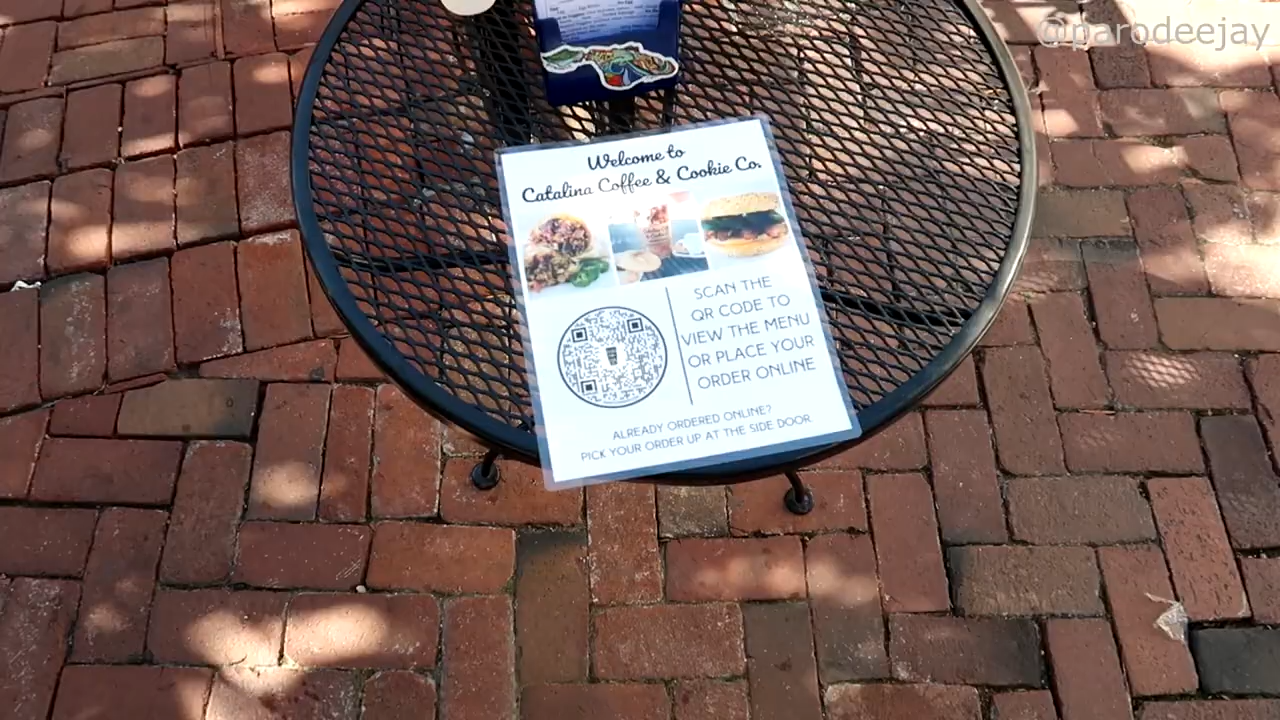 @parodeejay
Welcome to
Catalina Coffee & Cookie Co.
SCAN THE
QR CODE TO
VIEW THE MENU
OR PLACE YOUR
ORDER ONLINE
ALREADY ORDERED ONLINE?
PICK YOUR ORDER UP AT THE SIDE DOOR.